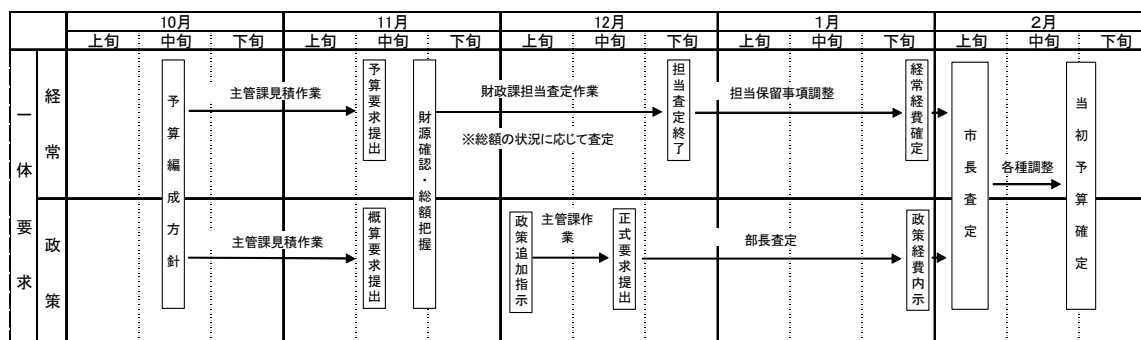 10月 11月 12月 1月 2月
上旬 中旬 下旬 上旬 中旬 下旬 上旬 中旬 下旬 上旬 中旬 下旬 上旬 中旬 下旬
一体要求
経常
政策
予算編成方針
主管課見積作業
予算要求提出
財源確認・総額把握
財政課担当査定作業
※総額の状況に応じて査定
担当査定終了
担当保留事項調整
経常経費確定
市長査定
各種調整
当初予算確定
主管課見積作業
概算要求提出
政策追加指示
主管課作
業
正式要求提出
部長査定
政策経費内示